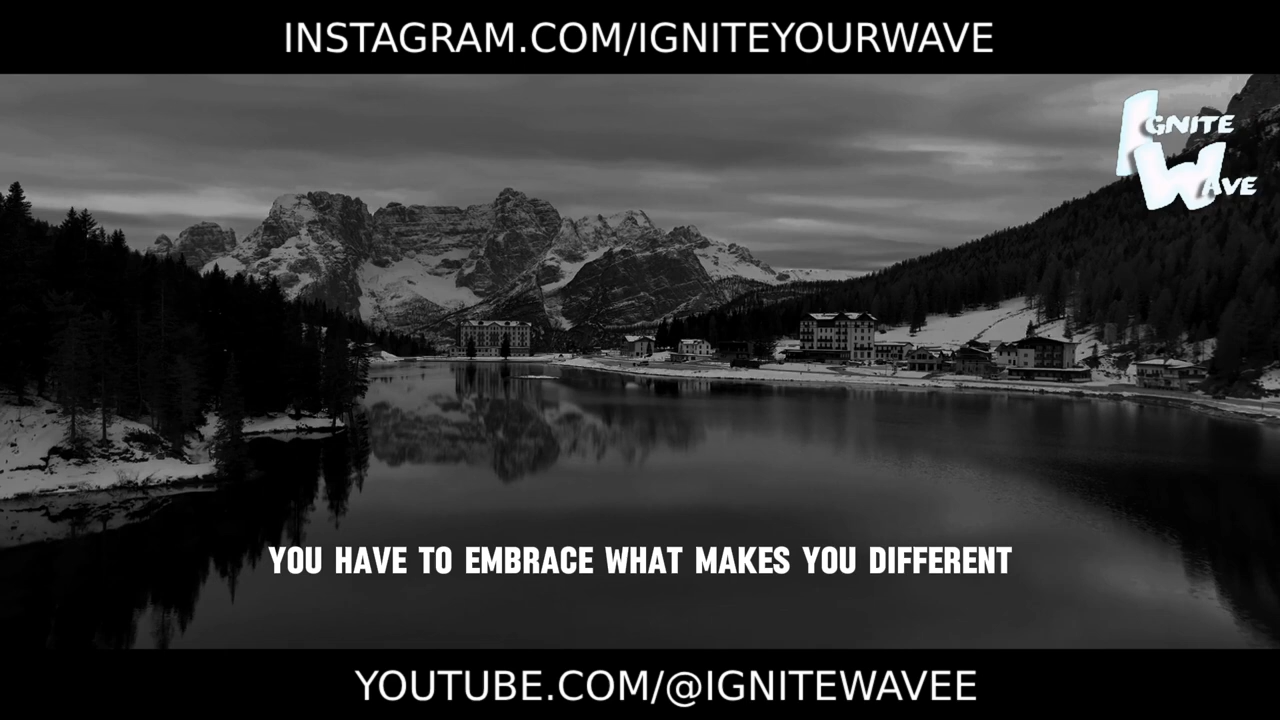 INSTAGRAM.COM/IGNITEYOURWAVE
IGNITE
WAVE
YOU HAVE TO EMBRACE WHAT MAKES YOU DIFFERENT
YOUTUBE.COM/@IGNITEWAVEE